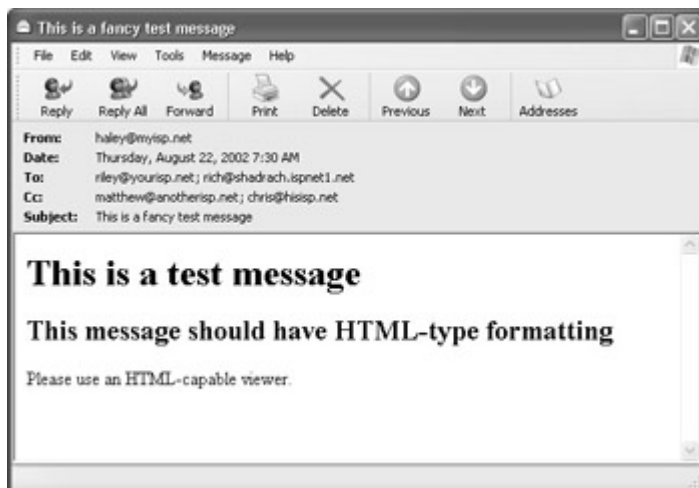 This is a fancy test message
File Edit View Tools Message Help
Reply Reply All Forward Print Delete Previous Next Addresses
From: haley@myisp.net
Date: Thursday, August 22, 2002 7:30 AM
To: riley@yourisp.net; rich@shadrach.ispnet1.net
Cc: matthew@anotherisp.net; chris@hisisp.net
Subject: This is a fancy test message
This is a test message
This message should have HTML-type formatting
Please use an HTML-capable viewer.